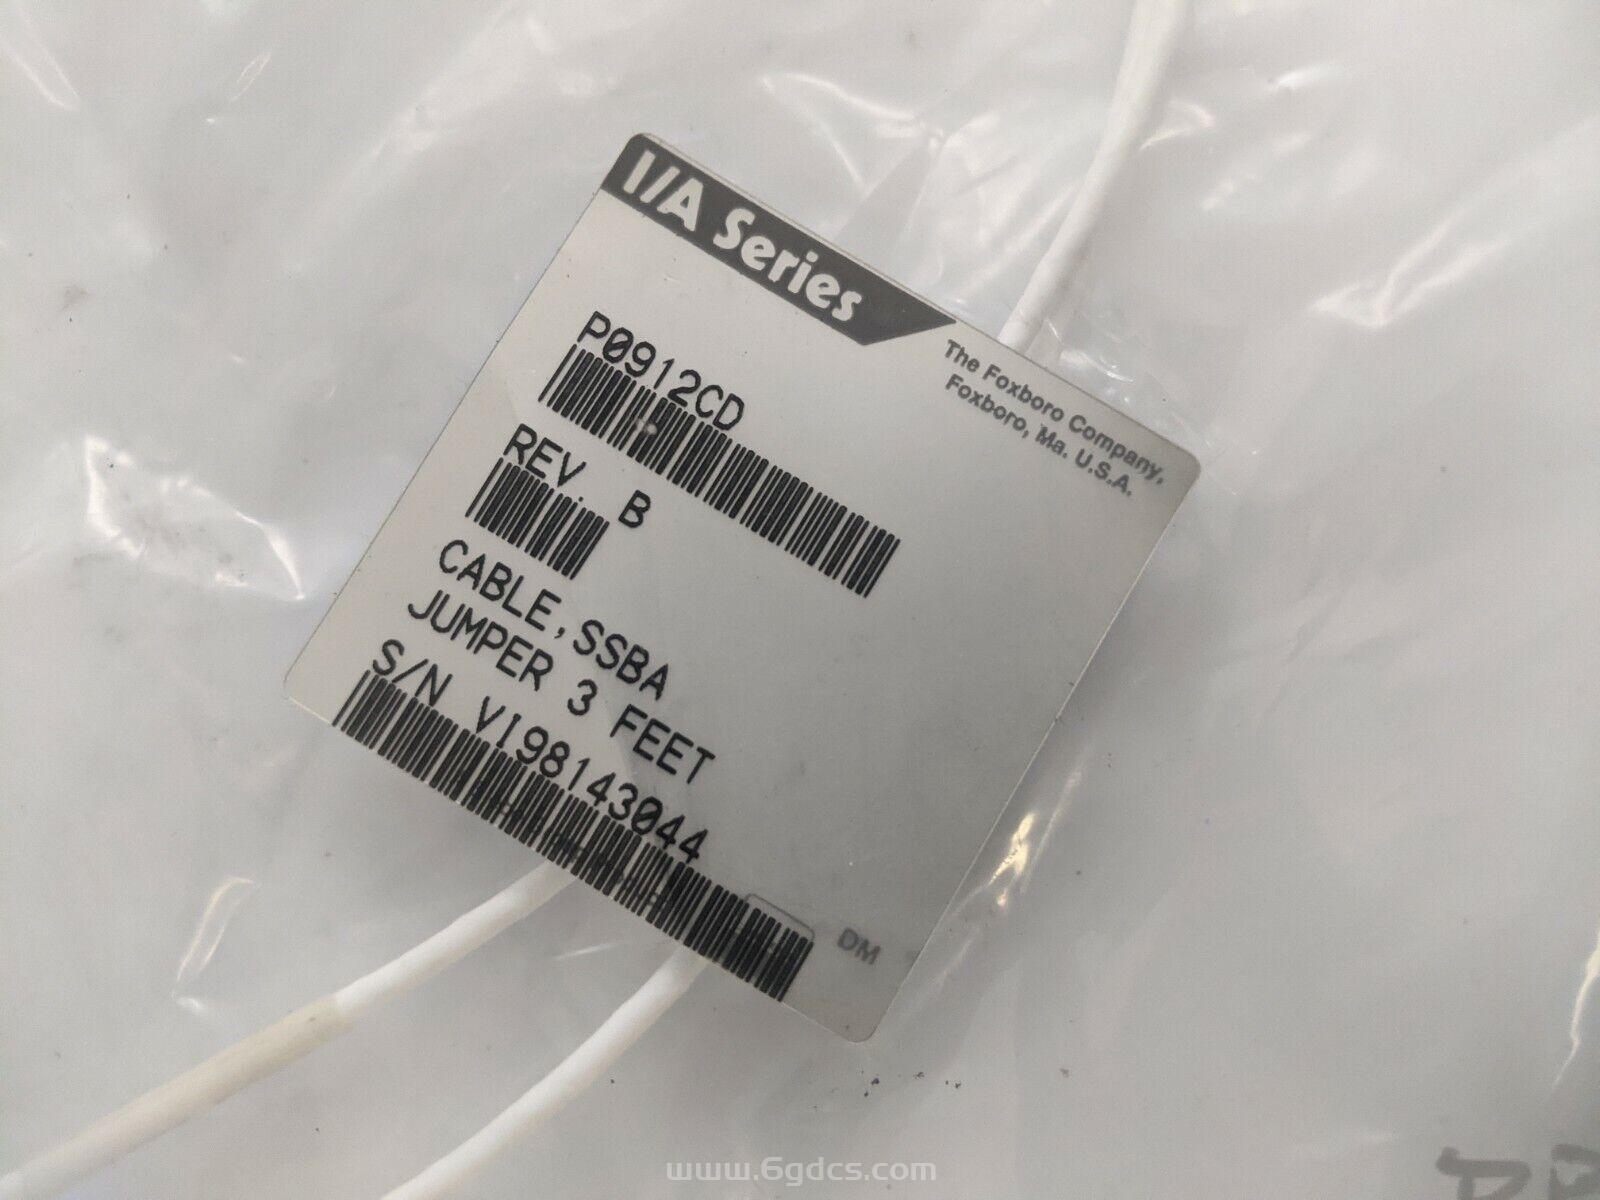 I/A Series
The Foxboro Company,
Foxboro, Ma. U.S.A.
P0912CD
REV. B
CABLE, SSBA
JUMPER 3 FEET
S/N VI98143044
DM
www.6gdcs.com